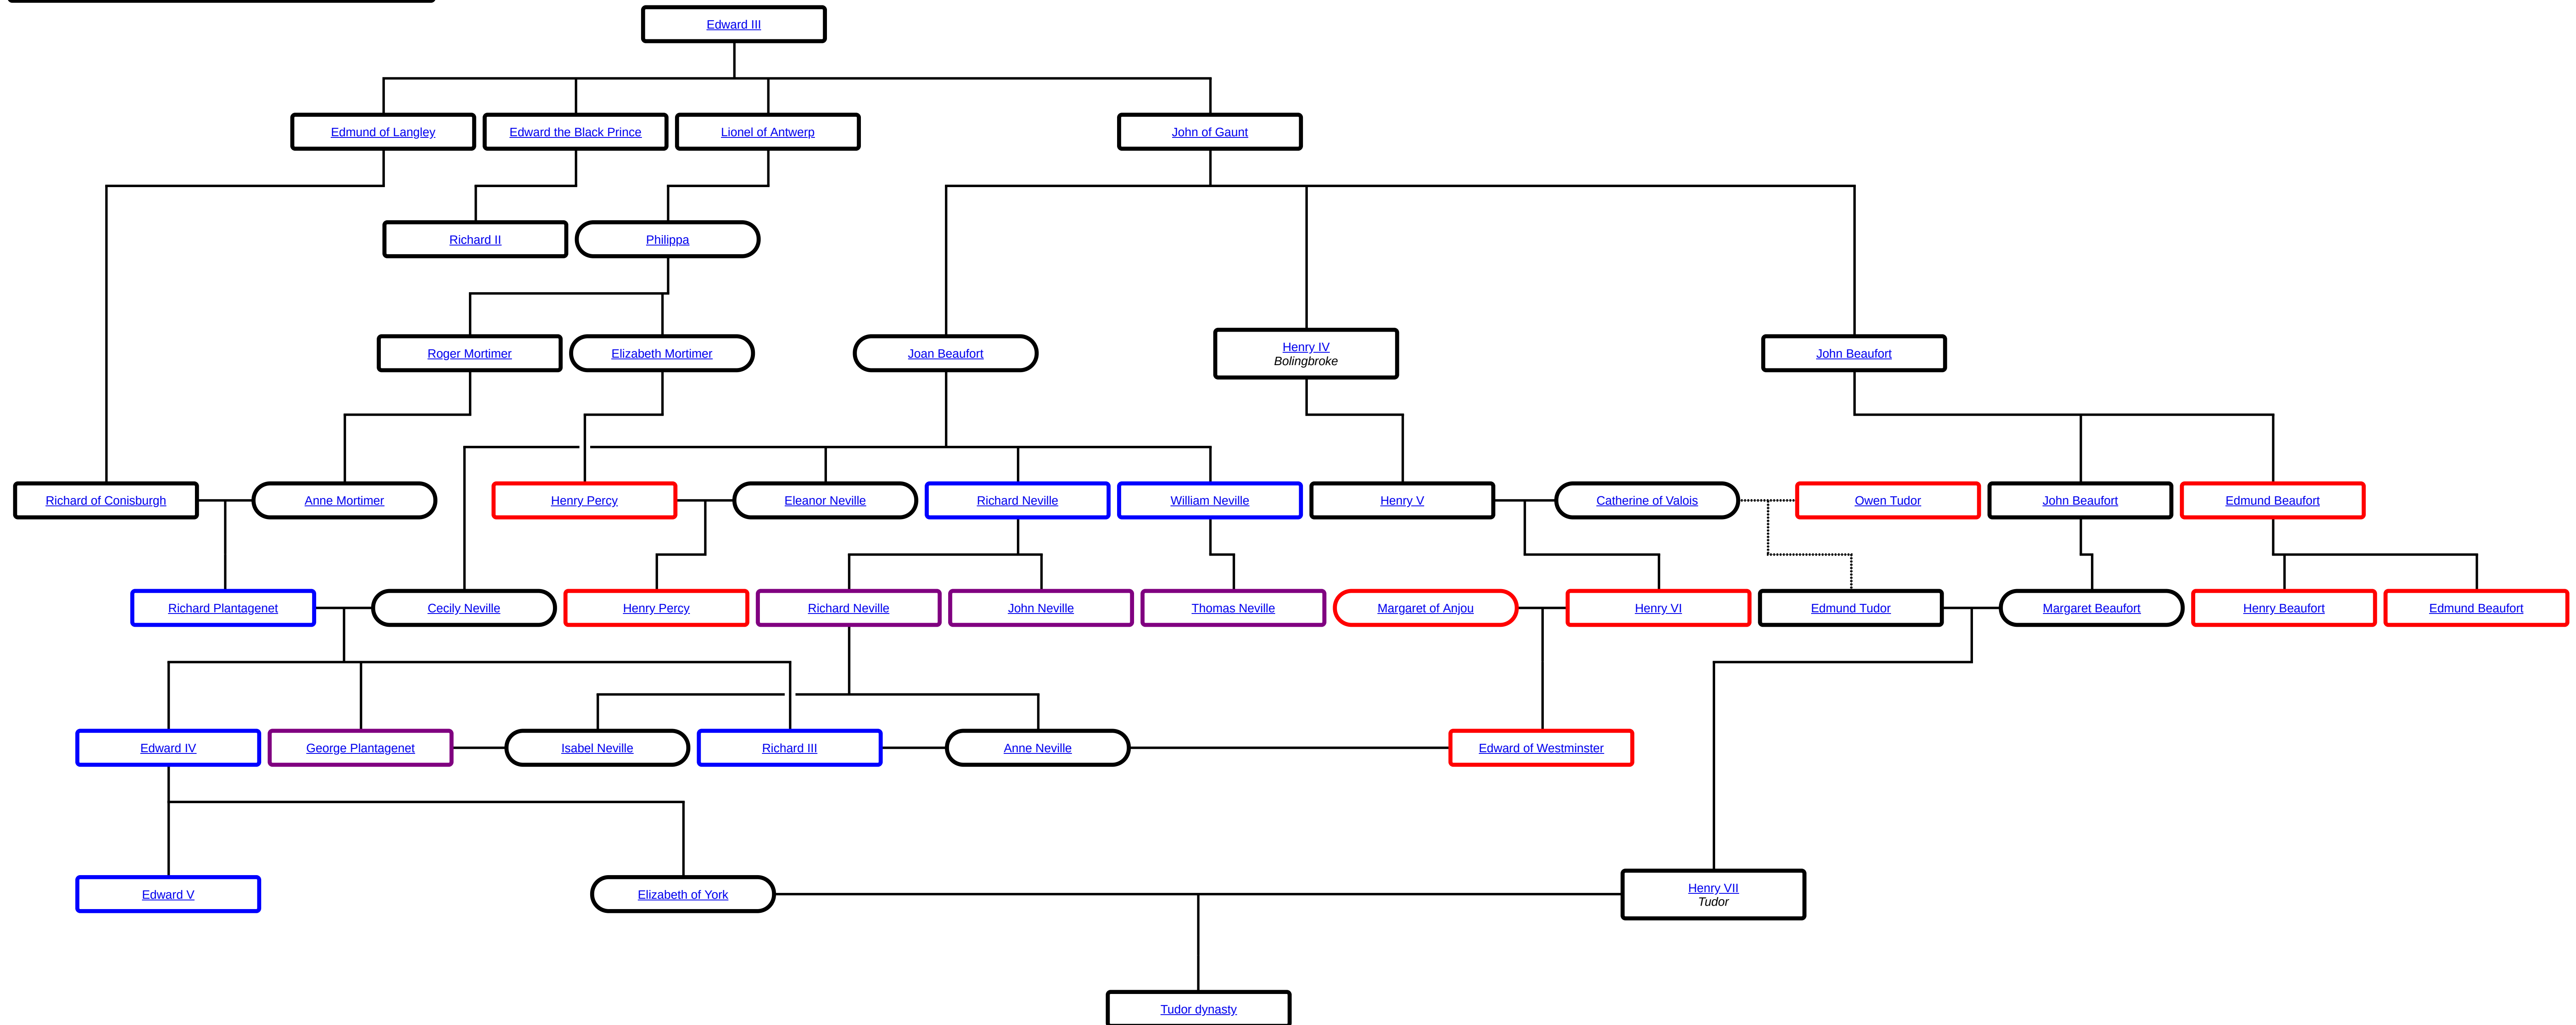 Edward III
Edmund of Langley
Edward the Black Prince
Lionel of Antwerp
John of Gaunt
Richard II
Philippa
Roger Mortimer
Elizabeth Mortimer
Joan Beaufort
Henry IV
Bolingbroke
John Beaufort
Richard of Conisburgh
Anne Mortimer
Henry Percy
Eleanor Neville
Richard Neville
William Neville
Henry V
Catherine of Valois
Owen Tudor
John Beaufort
Edmund Beaufort
Richard Plantagenet
Cecily Neville
Henry Percy
Richard Neville
John Neville
Thomas Neville
Margaret of Anjou
Henry VI
Edmund Tudor
Margaret Beaufort
Henry Beaufort
Edmund Beaufort
Edward IV
George Plantagenet
Isabel Neville
Richard III
Anne Neville
Edward of Westminster
Edward V
Elizabeth of York
Henry VII
Tudor
Tudor dynasty